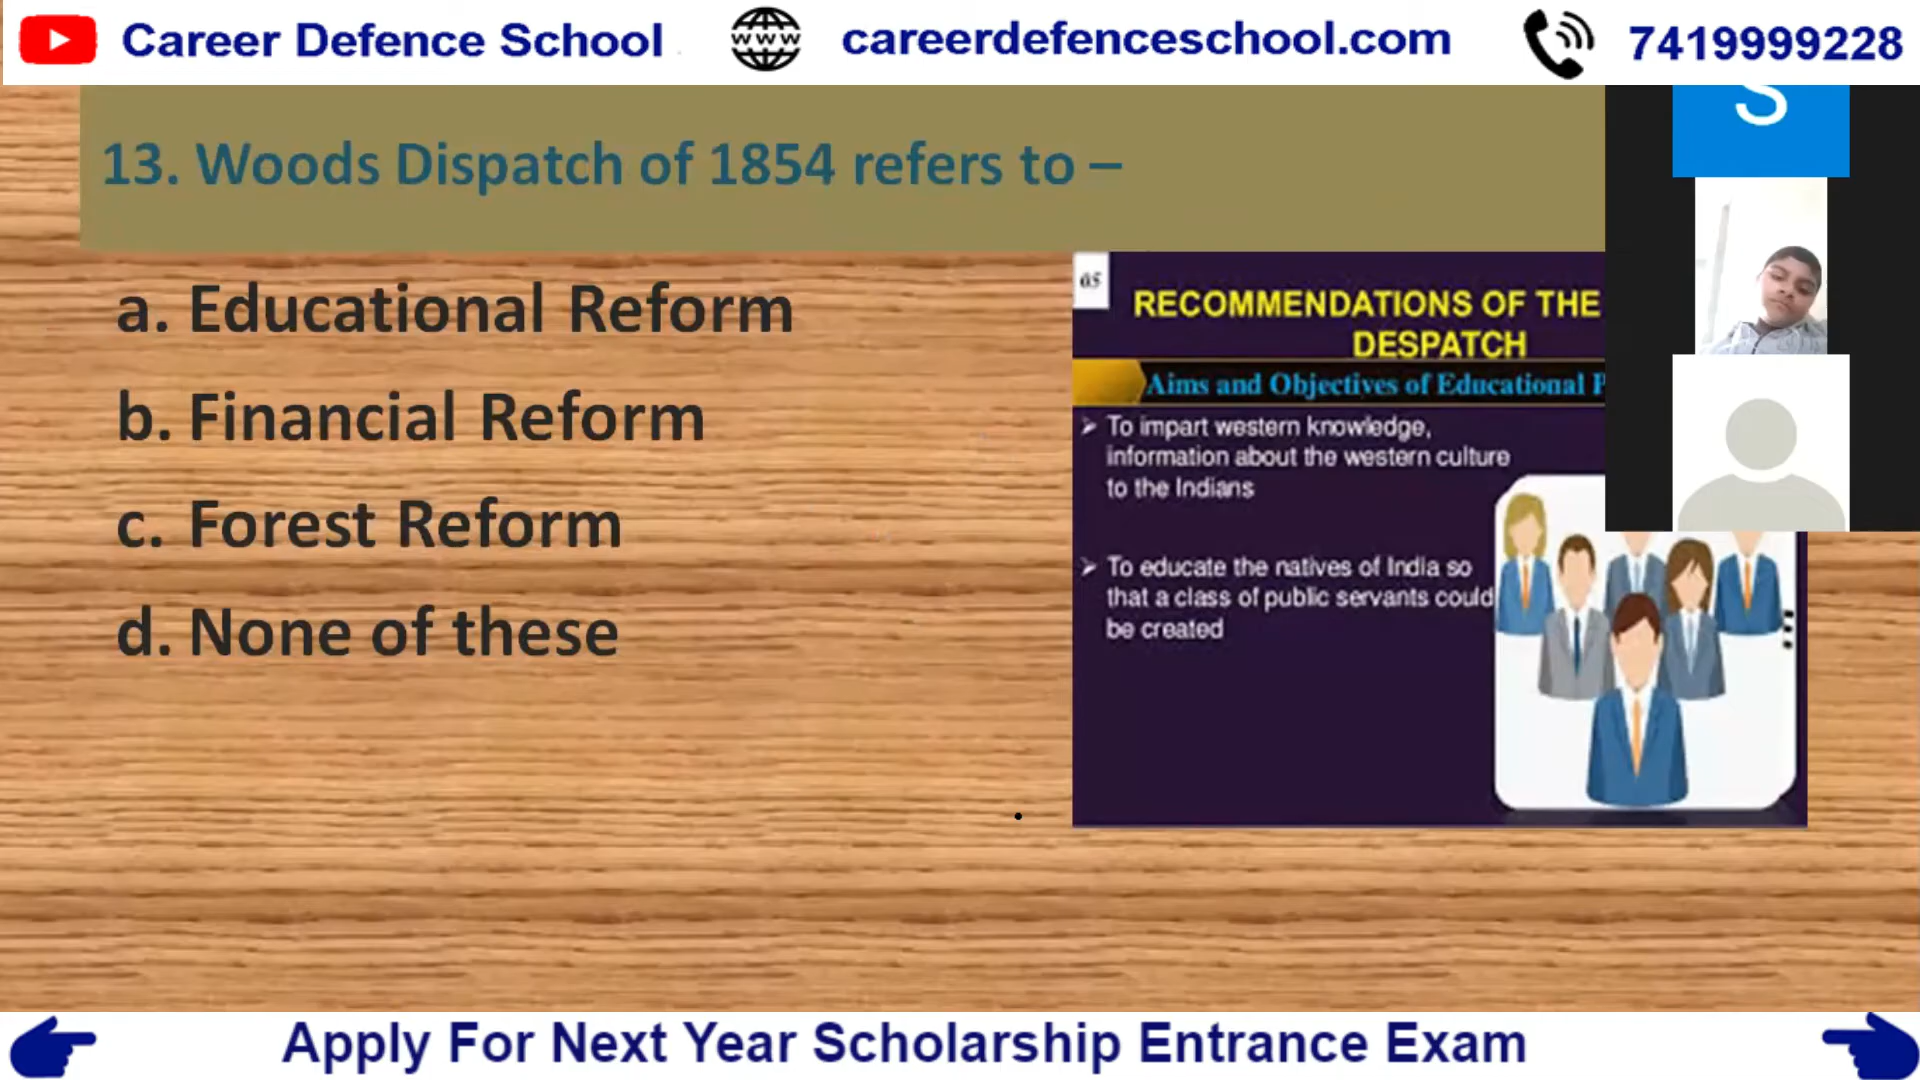 Career Defence School
www
careerdefenceschool.com
7419999228
S
13. Woods Dispatch of 1854 refers to –
a. Educational Reform
b. Financial Reform
c. Forest Reform
d. None of these
65
RECOMMENDATIONS OF THE
DESPATCH
Aims and Objectives of Educational
➤ To impart western knowledge,
information about the western culture
to the Indians
➤ To educate the natives of India so
that a class of public servants could
be created
Apply For Next Year Scholarship Entrance Exam